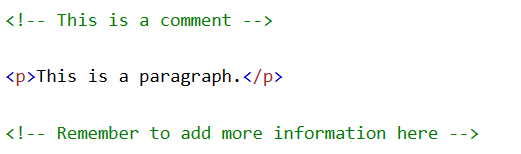 <!-- This is a comment -->
<p>This is a paragraph.</p>
<!-- Remember to add more information here -->